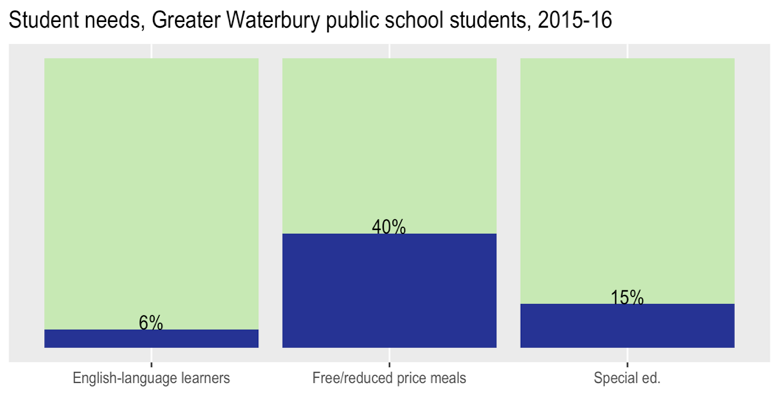 Student needs, Greater Waterbury public school students, 2015-16
40%
15%
6%
English-language learners Free/reduced price meals Special ed.